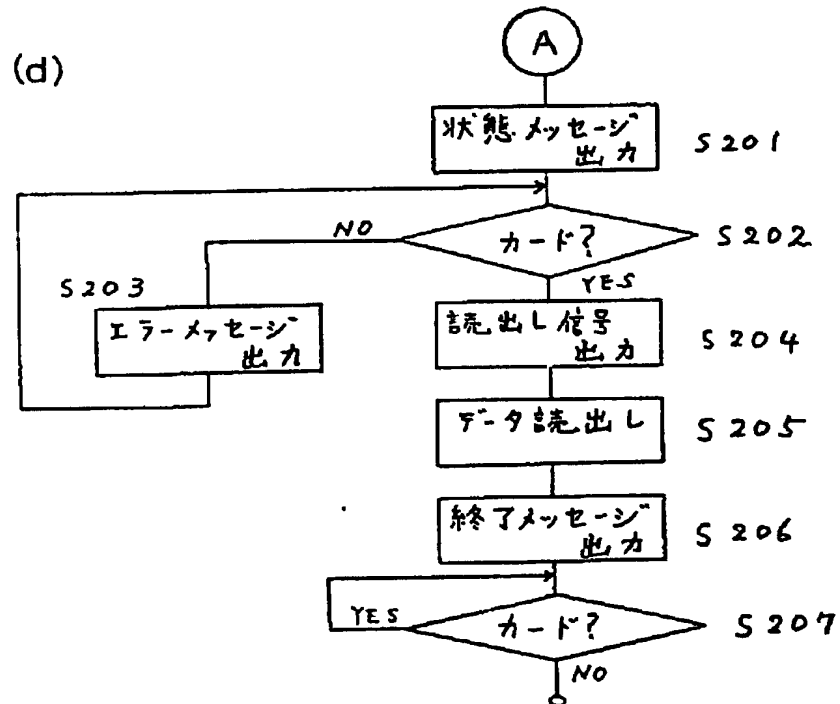 (d)
A
状態メッセージ
出力
S201
NO
カード?
S202
YES
S203
エラーメッセージ
出力
読出し信号
出力
S204
データ読出し
S205
終了メッセージ
出力
S206
YES
カード?
S207
NO